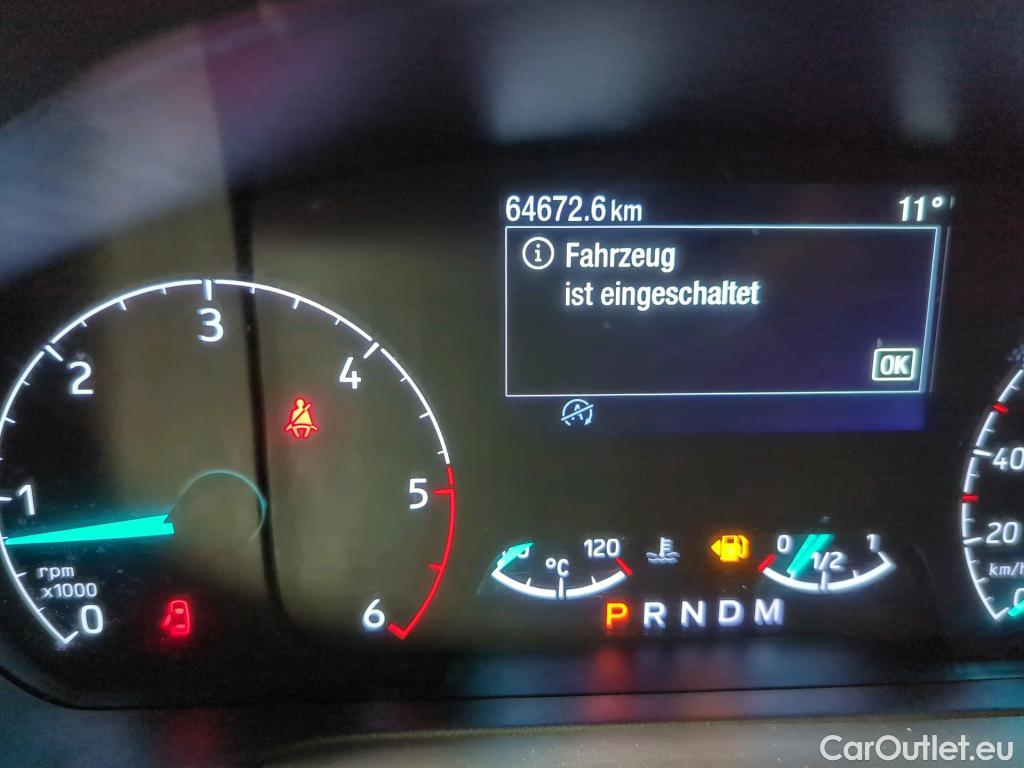 64672.6 km 11°
Fahrzeug
ist eingeschaltet
OK
3
2
4
1
5
rpm
x1000
0
6
120
°C
0
1/2
1
P R N D M
40
20
km/h
0
CarOutlet.eu